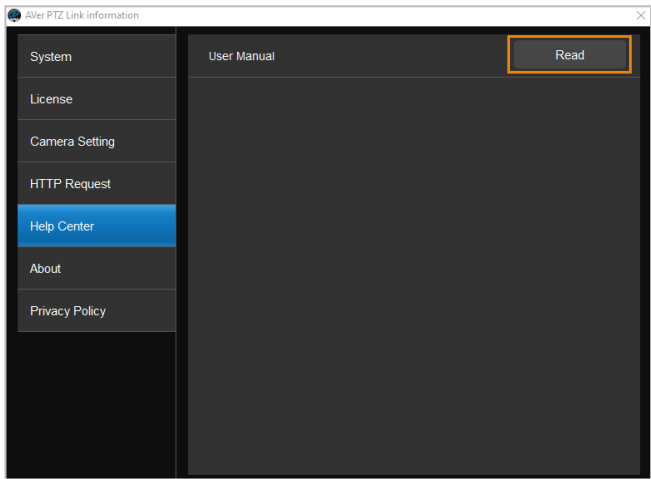 AVer PTZ Link information
System
License
Camera Setting
HTTP Request
Help Center
About
Privacy Policy
User Manual
Read